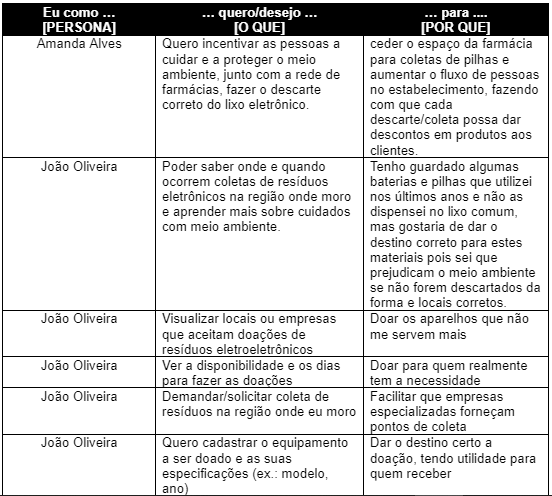 Eu como … … quero/desejo … … para ....
[PERSONA] [O QUE] [POR QUE]
Amanda Alves
Quero incentivar as pessoas a
cuidar e a proteger o meio
ambiente, junto com a rede de
farmácias, fazer o descarte
correto do lixo eletrônico.
ceder o espaço da farmácia
para coletas de pilhas e
aumentar o fluxo de pessoas
no estabelecimento, fazendo
com que cada
descarte/coleta possa dar
descontos em produtos aos
clientes.
João Oliveira
Poder saber onde e quando
ocorrem coletas de resíduos
eletrônicos na região onde moro
e aprender mais sobre cuidados
com meio ambiente.
Tenho guardado algumas
baterias e pilhas que utilizei
nos últimos anos e não as
dispensei no lixo comum,
mas gostaria de dar o
destino correto para estes
materiais pois sei que
prejudicam o meio ambiente
se não forem descartados da
forma e locais corretos.
João Oliveira
Visualizar locais ou empresas
que aceitam doações de
resíduos eletroeletrônicos
Doar os aparelhos que não
me servem mais
João Oliveira
Ver a disponibilidade e os dias
para fazer as doações
Doar para quem realmente
tem a necessidade
João Oliveira
Demandar/solicitar coleta de
resíduos na região onde eu moro
Facilitar que empresas
especializadas forneçam
pontos de coleta
João Oliveira
Quero cadastrar o equipamento
a ser doado e as suas
especificações (ex.: modelo,
ano)
Dar o destino certo a
doação, tendo utilidade para
quem receber